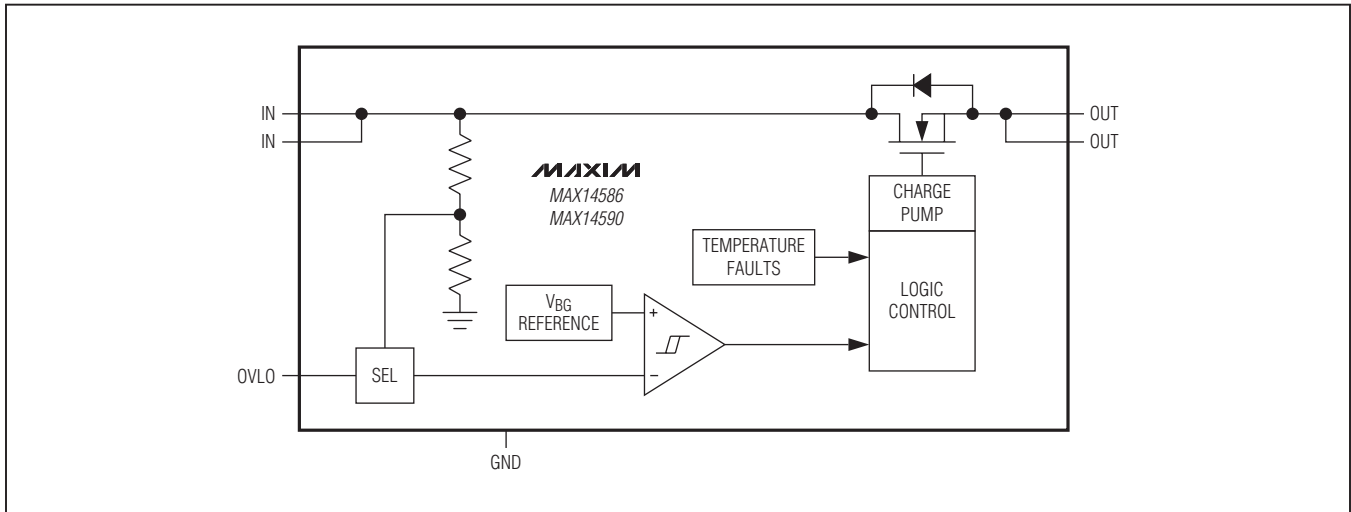 IN
IN
OUT
OUT
MAXIM
MAX14586
MAX14590
CHARGE
PUMP
TEMPERATURE
FAULTS
LOGIC
CONTROL
VBG
REFERENCE
+
−
OVLO
SEL
GND